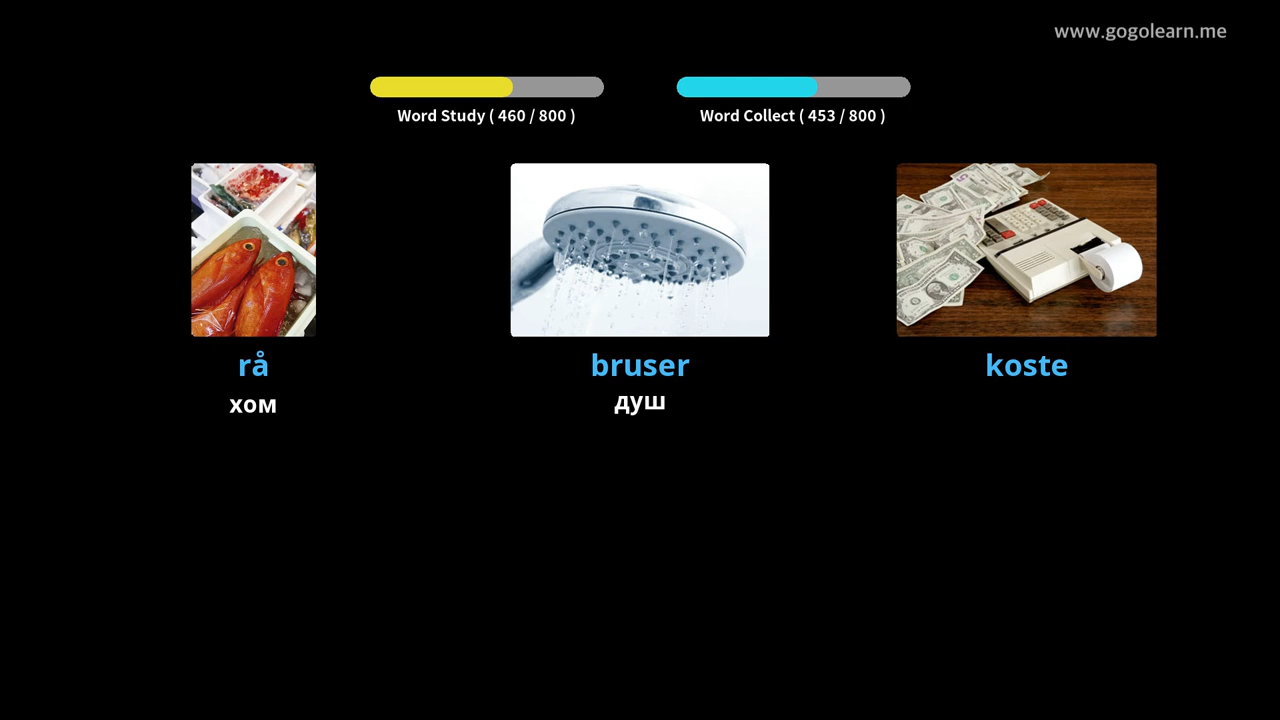 www.gogolearn.me
Word Study ( 460 / 800 )
Word Collect ( 453 / 800 )
rå
bruser
koste
хом
душ